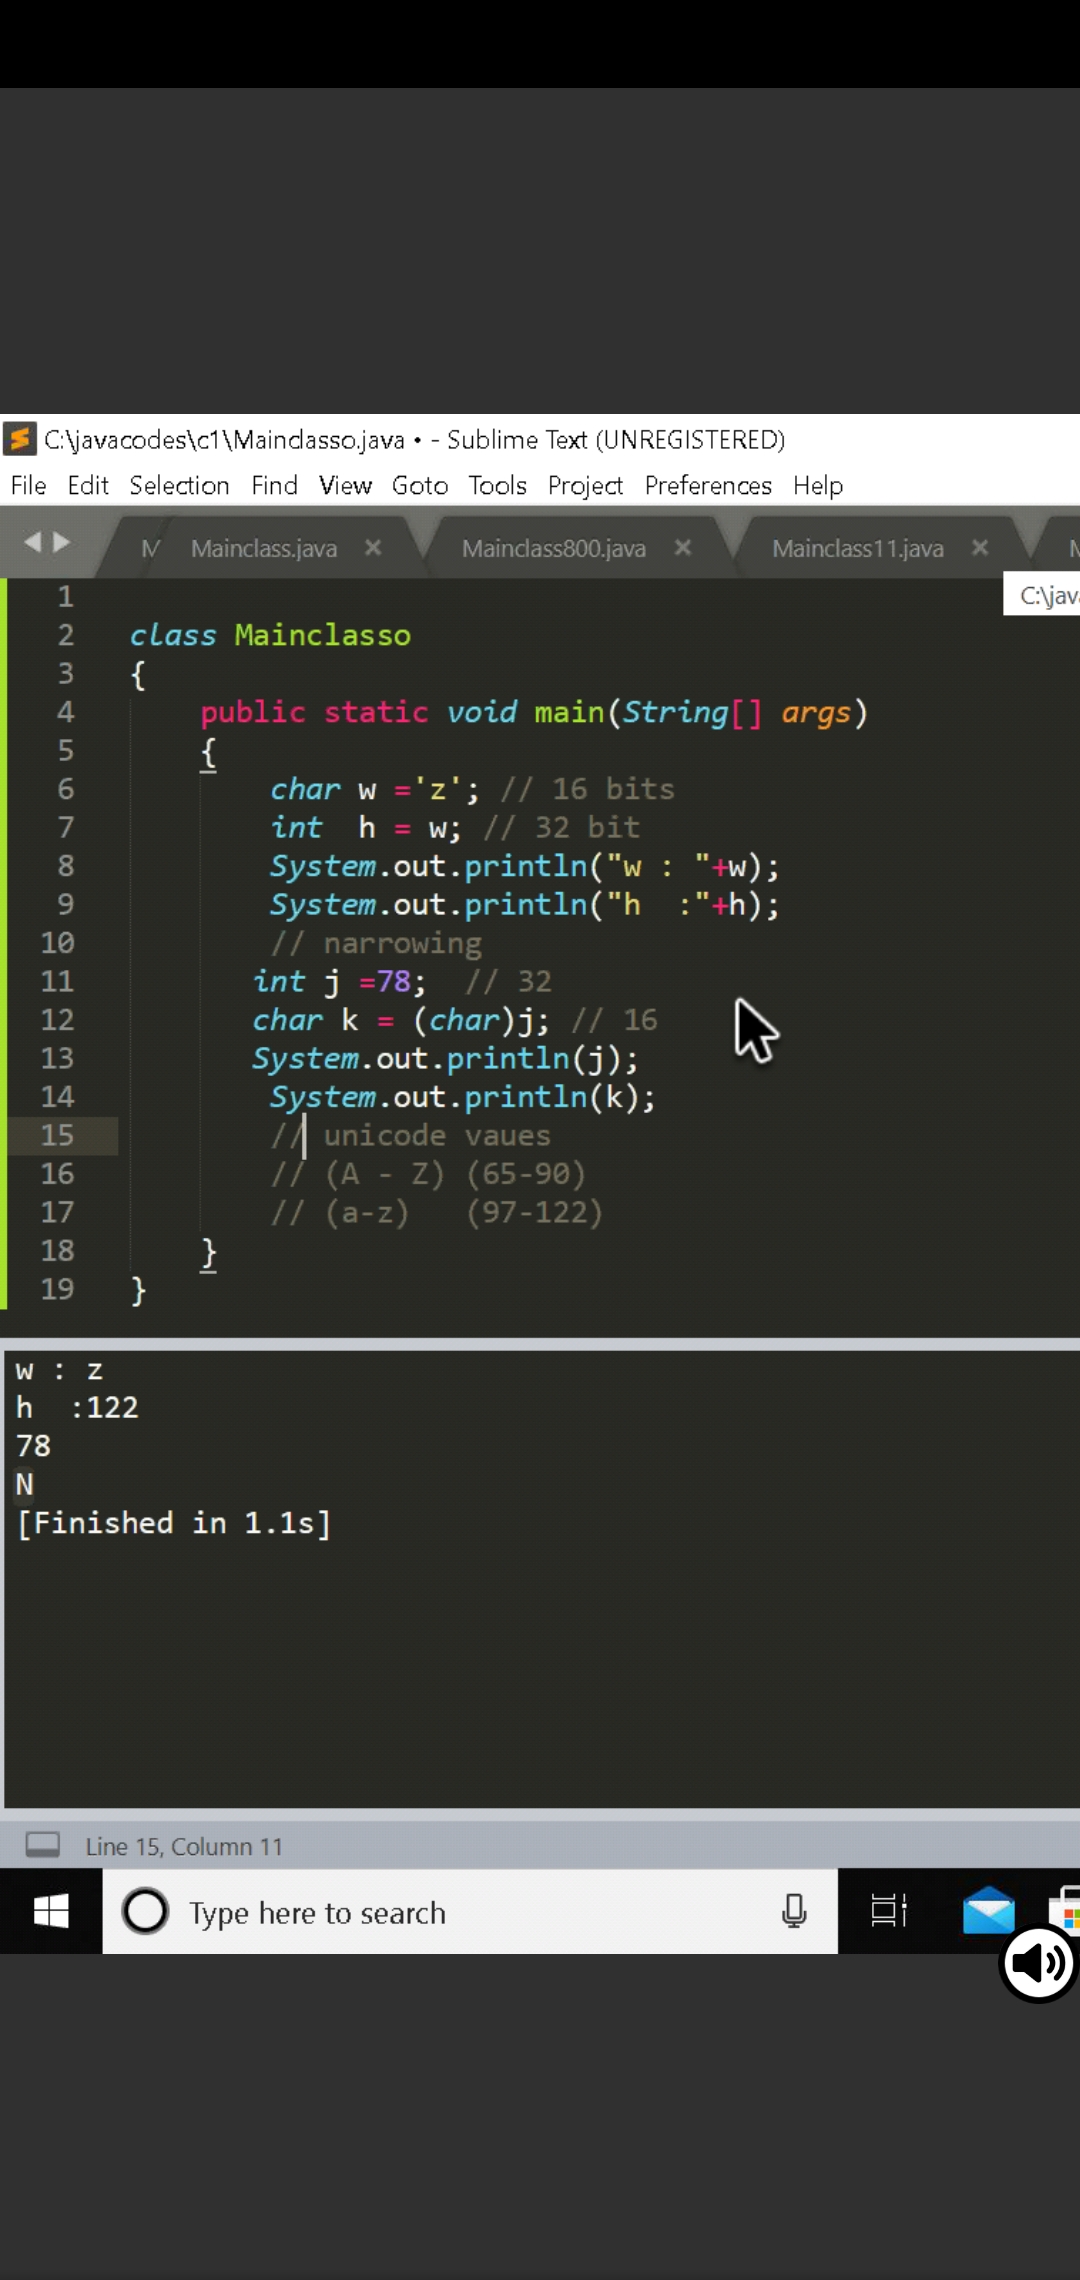 C:\javacodes\c1\Mainclasso.java • - Sublime Text (UNREGISTERED)
File Edit Selection Find View Goto Tools Project Preferences Help
M Mainclass.java × Mainclass800.java × Mainclass11.java ×
C:\jav
1
2 class Mainclasso
3 {
4 public static void main(String[] args)
5 {
6 char w ='z'; // 16 bits
7 int h = w; // 32 bit
8 System.out.println("w : "+w);
9 System.out.println("h :"+h);
10 // narrowing
11 int j =78; // 32
12 char k = (char)j; // 16
13 System.out.println(j);
14 System.out.println(k);
15 // unicode vaues
16 // (A - Z) (65-90)
17 // (a-z) (97-122)
18 }
19 }
w : z
h :122
78
N
[Finished in 1.1s]
Line 15, Column 11
Type here to search